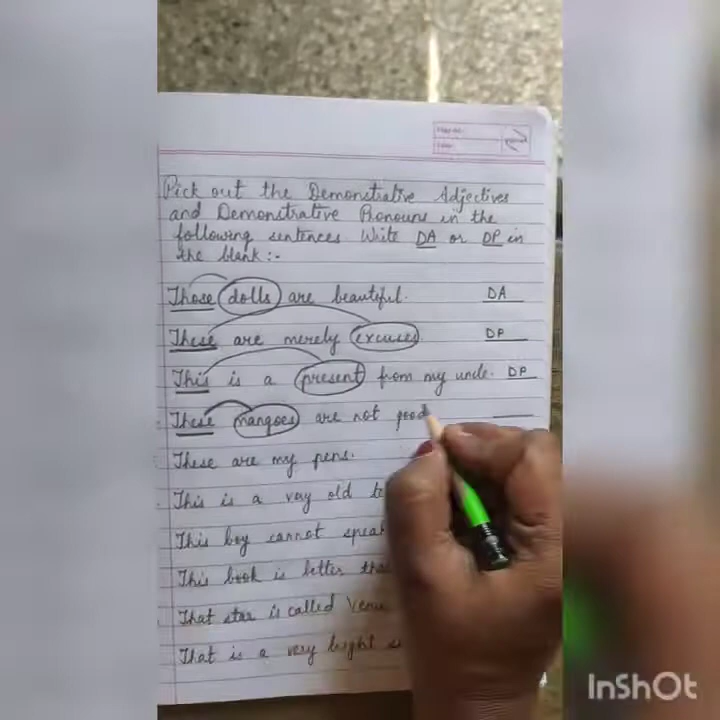 Pick out the Demonstrative Adjectives
and Demonstrative Pronouns in the
following sentences Write DA or DP in
the blank:-
Those dolls are beautiful. DA
These are merely excuses. DP
This is a present from my uncle. DP
These mangoes are not good
These are my pens.
This is a very old
This boy cannot speak
This book is better
That star is called
That is a very bright
InShOt